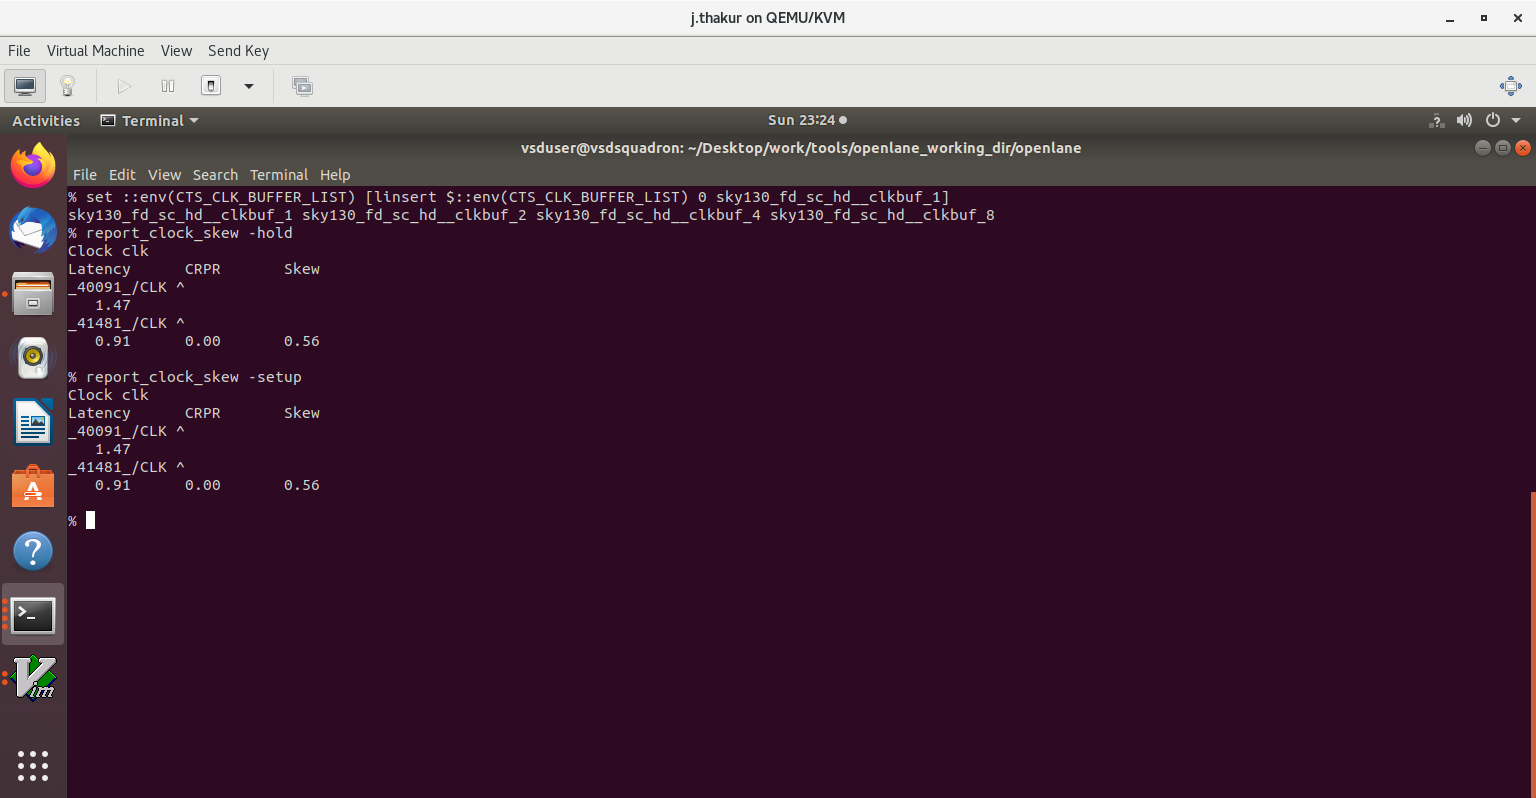 j.thakur on QEMU/KVM
File Virtual Machine View Send Key
Activities Terminal Sun 23:24
vsduser@vsdsquadron: ~/Desktop/work/tools/openlane_working_dir/openlane
File Edit View Search Terminal Help
% set ::env(CTS_CLK_BUFFER_LIST) [linsert $::env(CTS_CLK_BUFFER_LIST) 0 sky130_fd_sc_hd__clkbuf_1]
sky130_fd_sc_hd__clkbuf_1 sky130_fd_sc_hd__clkbuf_2 sky130_fd_sc_hd__clkbuf_4 sky130_fd_sc_hd__clkbuf_8
% report_clock_skew -hold
Clock clk
Latency CRPR Skew
_40091_/CLK ^
1.47
_41481_/CLK ^
0.91 0.00 0.56
% report_clock_skew -setup
Clock clk
Latency CRPR Skew
_40091_/CLK ^
1.47
_41481_/CLK ^
0.91 0.00 0.56
%
Vim